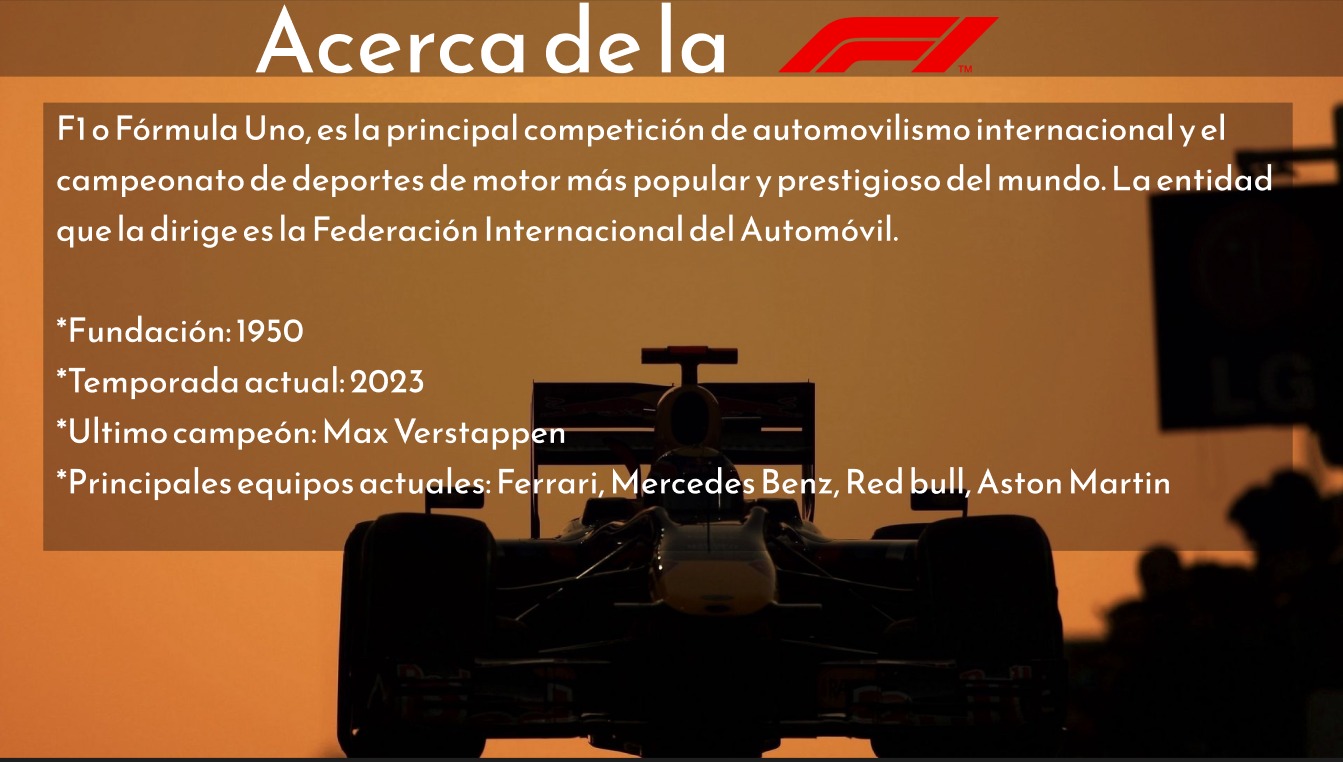 Acerca de la F1
TM
F1 o Fórmula Uno, es la principal competición de automovilismo internacional y el
campeonato de deportes de motor más popular y prestigioso del mundo. La entidad
que la dirige es la Federación Internacional del Automóvil.
*Fundación: 1950
*Temporada actual: 2023
*Ultimo campeón: Max Verstappen
*Principales equipos actuales: Ferrari, Mercedes Benz, Red bull, Aston Martin
LG